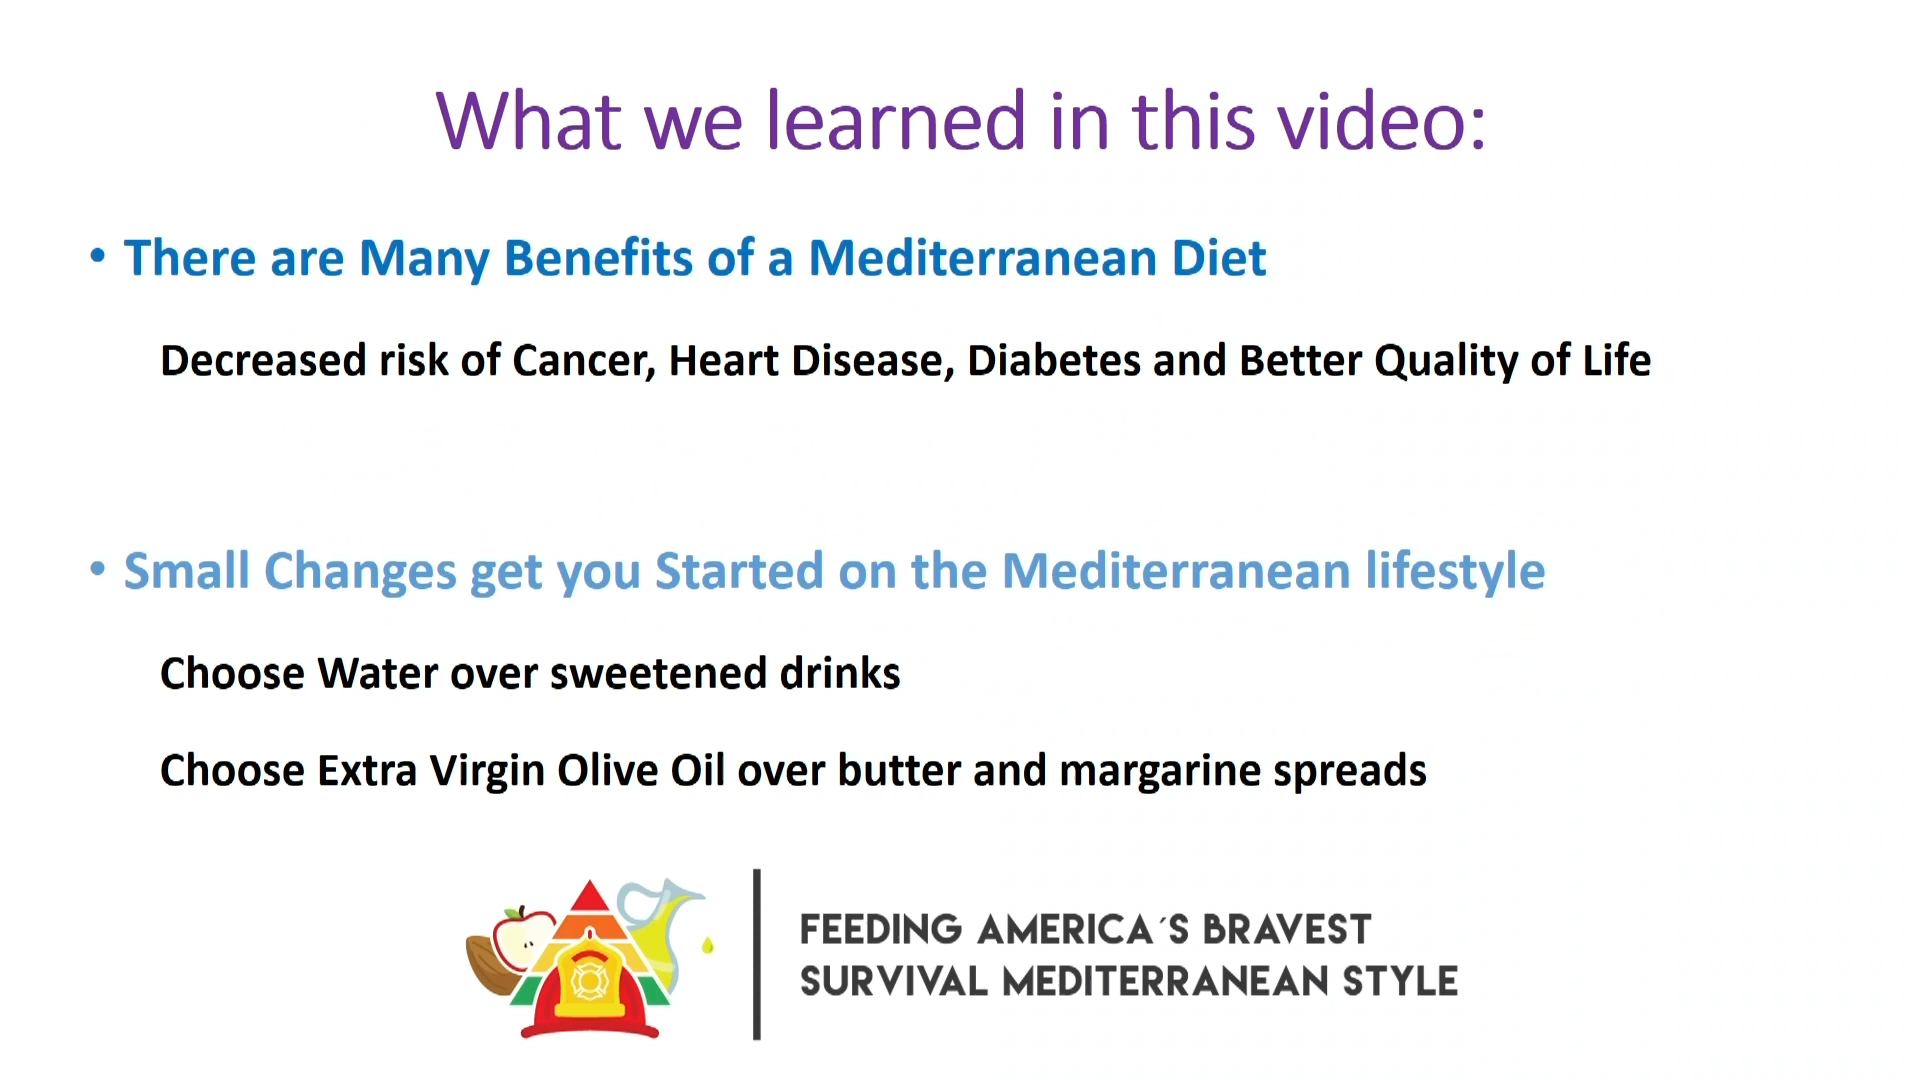 What we learned in this video:
• There are Many Benefits of a Mediterranean Diet
Decreased risk of Cancer, Heart Disease, Diabetes and Better Quality of Life
• Small Changes get you Started on the Mediterranean lifestyle
Choose Water over sweetened drinks
Choose Extra Virgin Olive Oil over butter and margarine spreads
FEEDING AMERICA´S BRAVEST
SURVIVAL MEDITERRANEAN STYLE